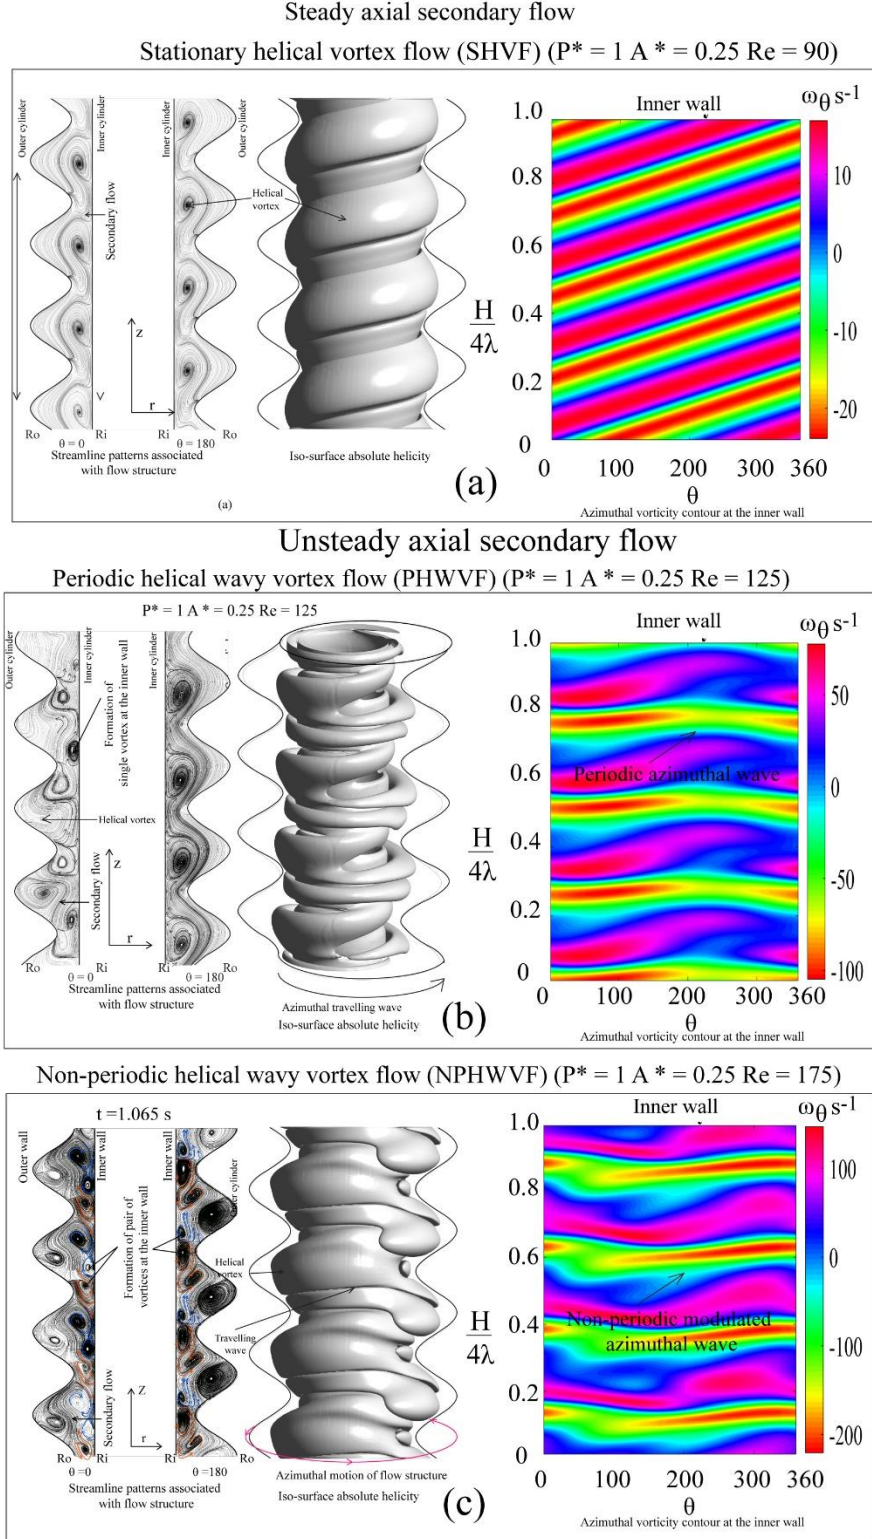 Steady axial secondary flow
Stationary helical vortex flow (SHVF) (P* = 1 A * = 0.25 Re = 90)
Outer cylinder
Inner cylinder
Secondary flow
Inner cylinder
Outer cylinder
Helical
vortex
z
r
Ro
Ri
Ri
Ro
θ = 0
θ = 180
Streamline patterns associated
with flow structure
(a)
Iso-surface absolute helicity
(a)
Inner wall
H
4λ
1.0
0.8
0.6
0.4
0.2
0
0
100
200
300
360
θ
Azimuthal vorticity contour at the inner wall
ωθ s-1
10
0
-10
-20
Unsteady axial secondary flow
Periodic helical wavy vortex flow (PHWVF) (P* = 1 A * = 0.25 Re = 125)
P* = 1 A * = 0.25 Re = 125
Outer cylinder
Inner cylinder
Inner cylinder
Formation of
single vortex at the inner wall
Helical vortex
Secondary flow
Z
r
Ro
Ri
Ri
Ro
θ = 0
θ = 180
Streamline patterns associated
with flow structure
Azimuthal travelling wave
Iso-surface absolute helicity
(b)
Inner wall
H
4λ
1.0
0.8
0.6
0.4
0.2
0
Periodic azimuthal wave
0
100
200
300
360
θ
Azimuthal vorticity contour at the inner wall
ωθ s-1
50
0
-50
-100
Non-periodic helical wavy vortex flow (NPHWVF) (P* = 1 A * = 0.25 Re = 175)
t =1.065 s
Outer wall
Inner wall
Inner wall
Outer cylinder
Formation of pair of
vortices at the inner wall
Helical
vortex
Travelling
wave
Secondary flow
Z
r
Ro
Ri
Ri
Ro
θ =0
θ =180
Streamline patterns associated
with flow structure
Azimuthal motion of flow structure
Iso-surface absolute helicity
(c)
Inner wall
H
4λ
1.0
0.8
0.6
0.4
0.2
0
Non-periodic modulated
azimuthal wave
0
100
200
300
360
θ
Azimuthal vorticity contour at the inner wall
ωθ s-1
100
0
-100
-200